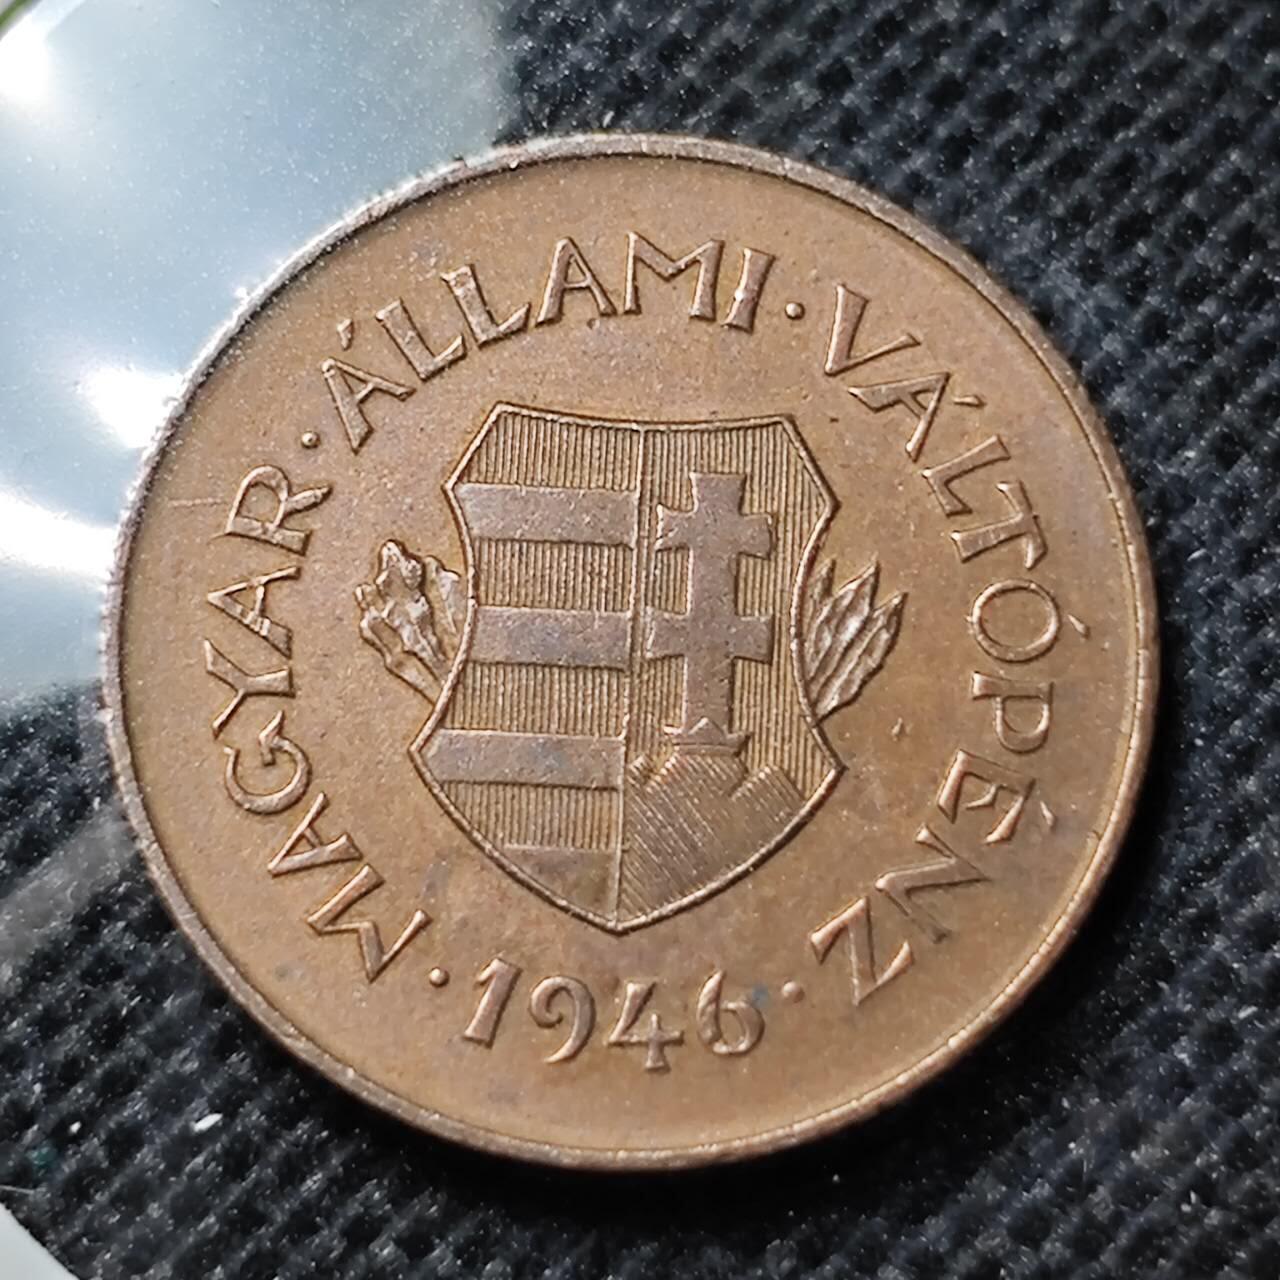 MAGYAR · ÁLLAMI · VÁLTÓPÉNZ
· 1946 ·